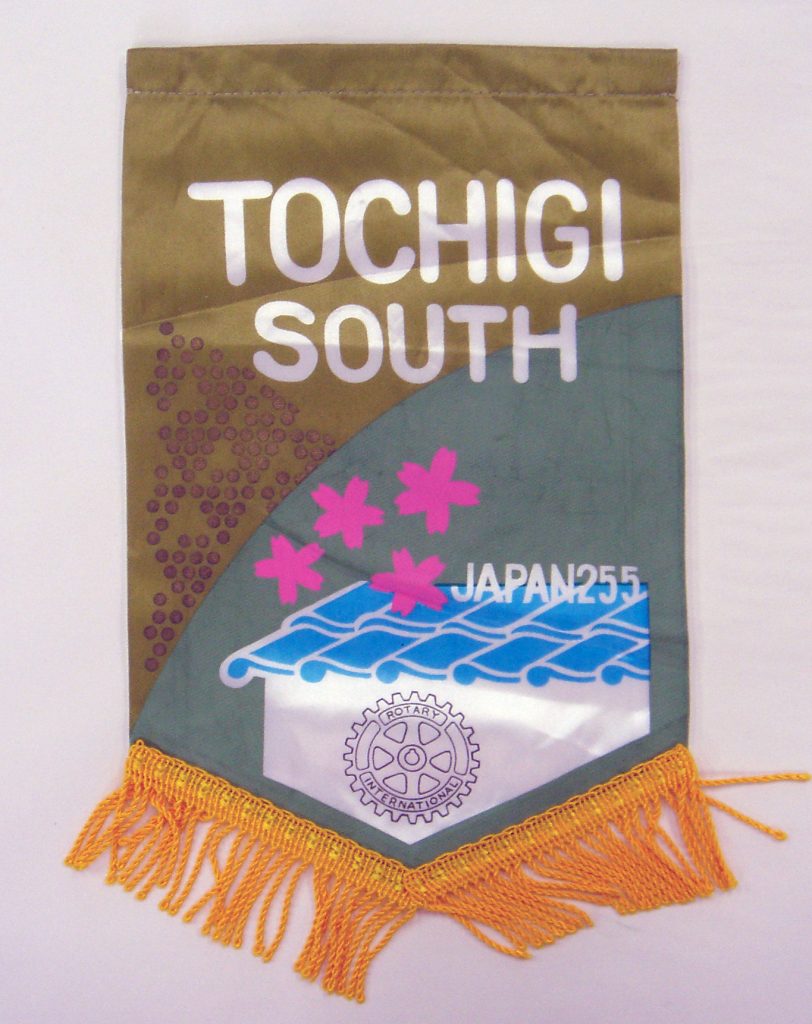 TOCHIGI
SOUTH
JAPAN255
ROTARY
INTERNATIONAL